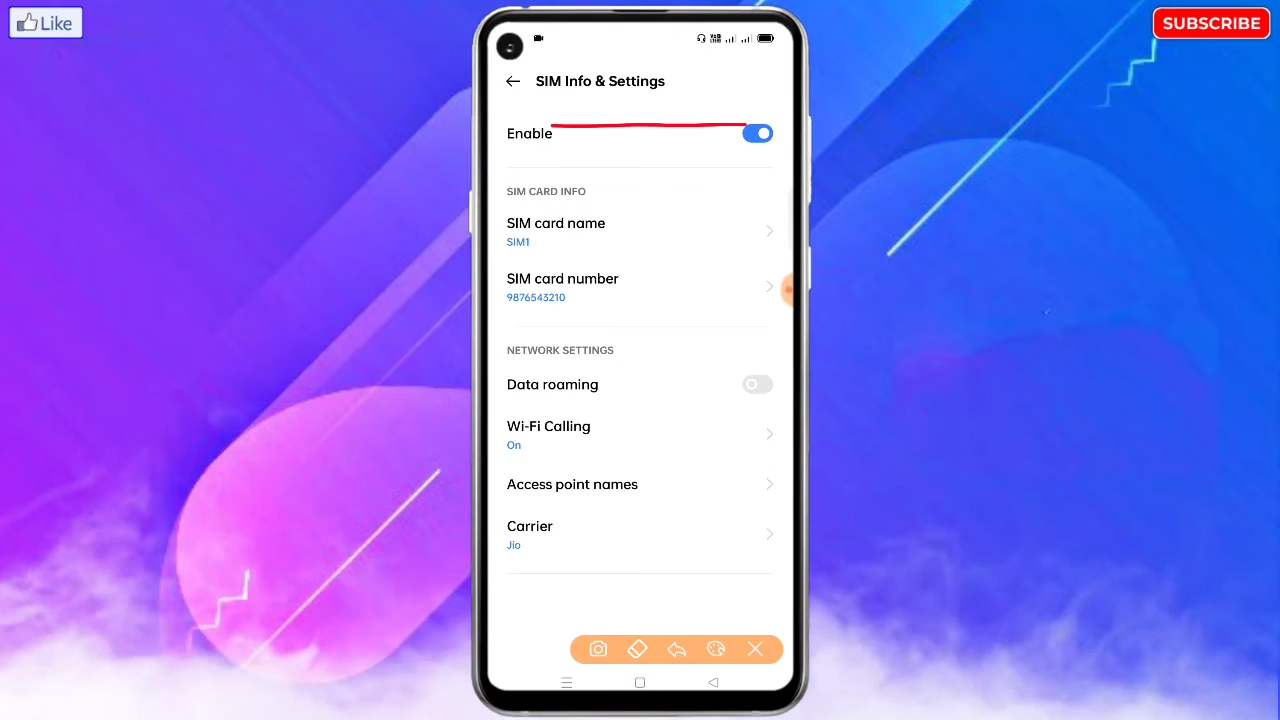 Like
SUBSCRIBE
SIM Info & Settings
Enable
SIM CARD INFO
SIM card name
SIM1
SIM card number
9876543210
NETWORK SETTINGS
Data roaming
Wi-Fi Calling
On
Access point names
Carrier
Jio